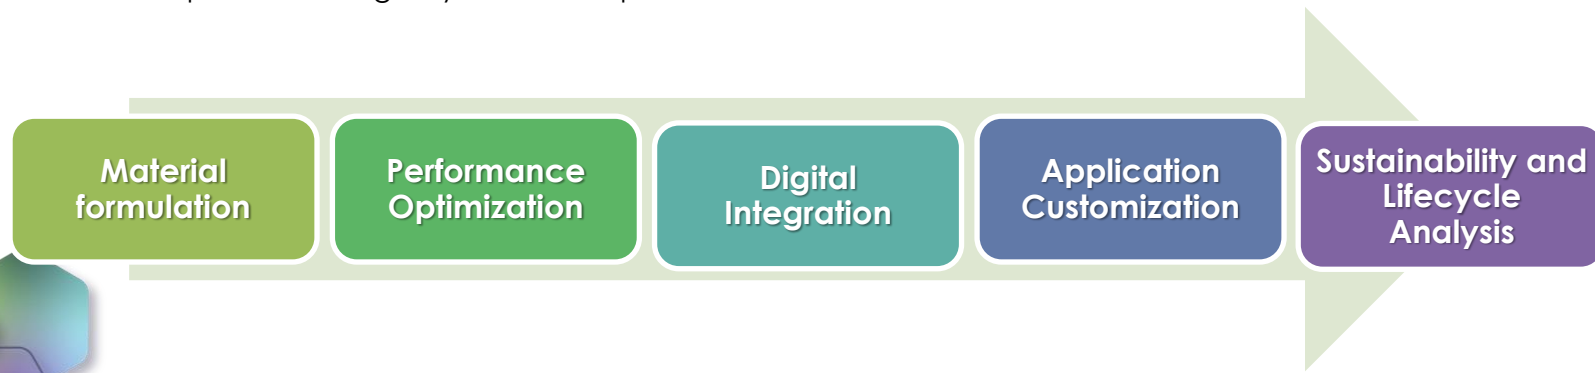 Material
formulation
Performance
Optimization
Digital
Integration
Application
Customization
Sustainability and
Lifecycle
Analysis